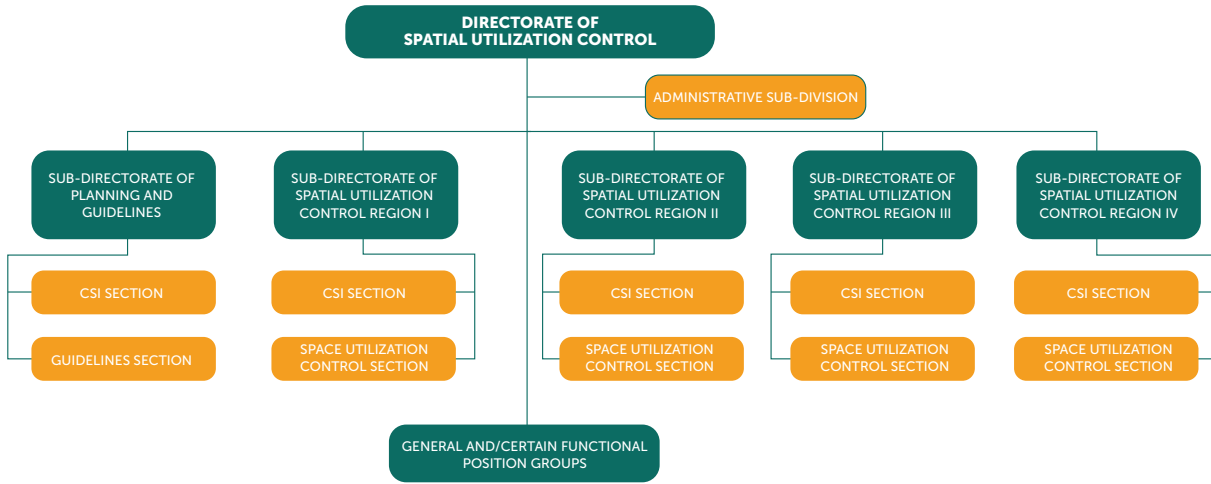 DIRECTORATE OF
SPATIAL UTILIZATION CONTROL
ADMINISTRATIVE SUB-DIVISION
SUB-DIRECTORATE OF
PLANNING AND
GUIDELINES
SUB-DIRECTORATE OF
SPATIAL UTILIZATION
CONTROL REGION I
SUB-DIRECTORATE OF
SPATIAL UTILIZATION
CONTROL REGION II
SUB-DIRECTORATE OF
SPATIAL UTILIZATION
CONTROL REGION III
SUB-DIRECTORATE OF
SPATIAL UTILIZATION
CONTROL REGION IV
CSI SECTION
CSI SECTION
CSI SECTION
CSI SECTION
CSI SECTION
GUIDELINES SECTION
SPACE UTILIZATION
CONTROL SECTION
SPACE UTILIZATION
CONTROL SECTION
SPACE UTILIZATION
CONTROL SECTION
SPACE UTILIZATION
CONTROL SECTION
GENERAL AND/CERTAIN FUNCTIONAL
POSITION GROUPS